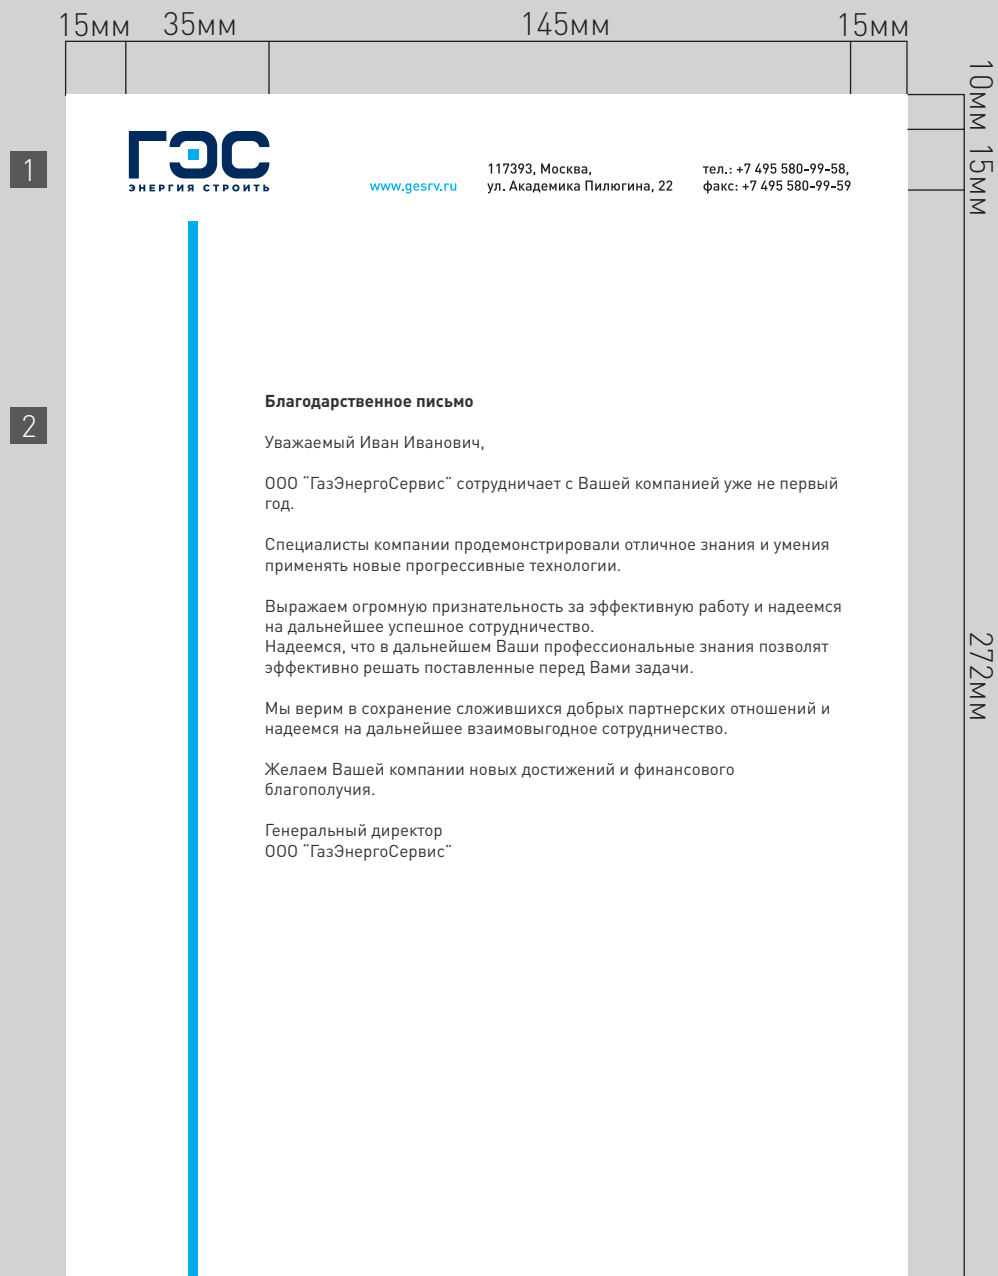 15мм 35мм 145мм 15мм
10мм
15мм
272мм
1
ГЭС
ЭНЕРГИЯ СТРОИТЬ
www.gesrv.ru
117393, Москва,
ул. Академика Пилюгина, 22
тел.: +7 495 580-99-58,
факс: +7 495 580-99-59
2
Благодарственное письмо
Уважаемый Иван Иванович,
ООО "ГазЭнергоСервис" сотрудничает с Вашей компанией уже не первый
год.
Специалисты компании продемонстрировали отличное знания и умения
применять новые прогрессивные технологии.
Выражаем огромную признательность за эффективную работу и надеемся
на дальнейшее успешное сотрудничество.
Надеемся, что в дальнейшем Ваши профессиональные знания позволят
эффективно решать поставленные перед Вами задачи.
Мы верим в сохранение сложившихся добрых партнерских отношений и
надеемся на дальнейшее взаимовыгодное сотрудничество.
Желаем Вашей компании новых достижений и финансового
благополучия.
Генеральный директор
ООО "ГазЭнергоСервис"